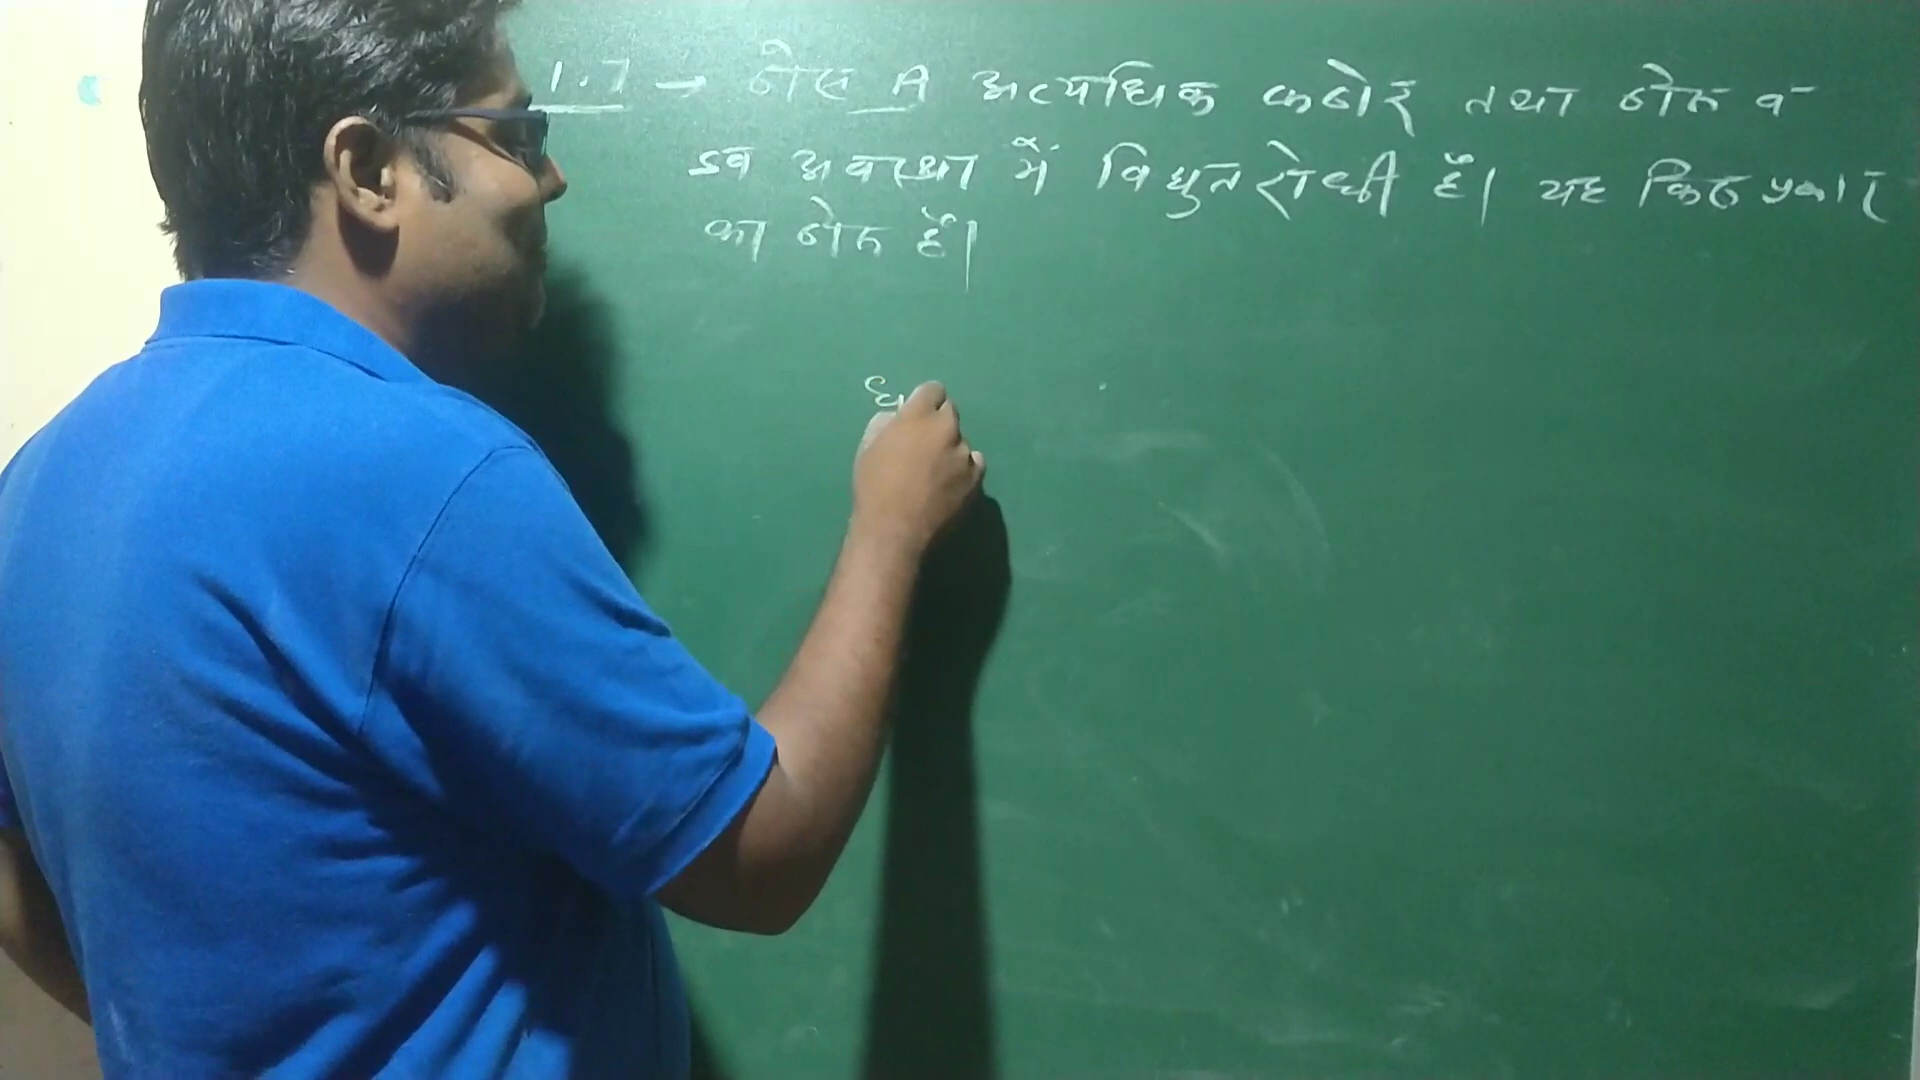 1.7 → ठोस A अत्यधिक कठोर तथा ठोस व
द्रव अवस्था में विधुतरोधी है। यह किस प्रकार
का ठोस है।
ध